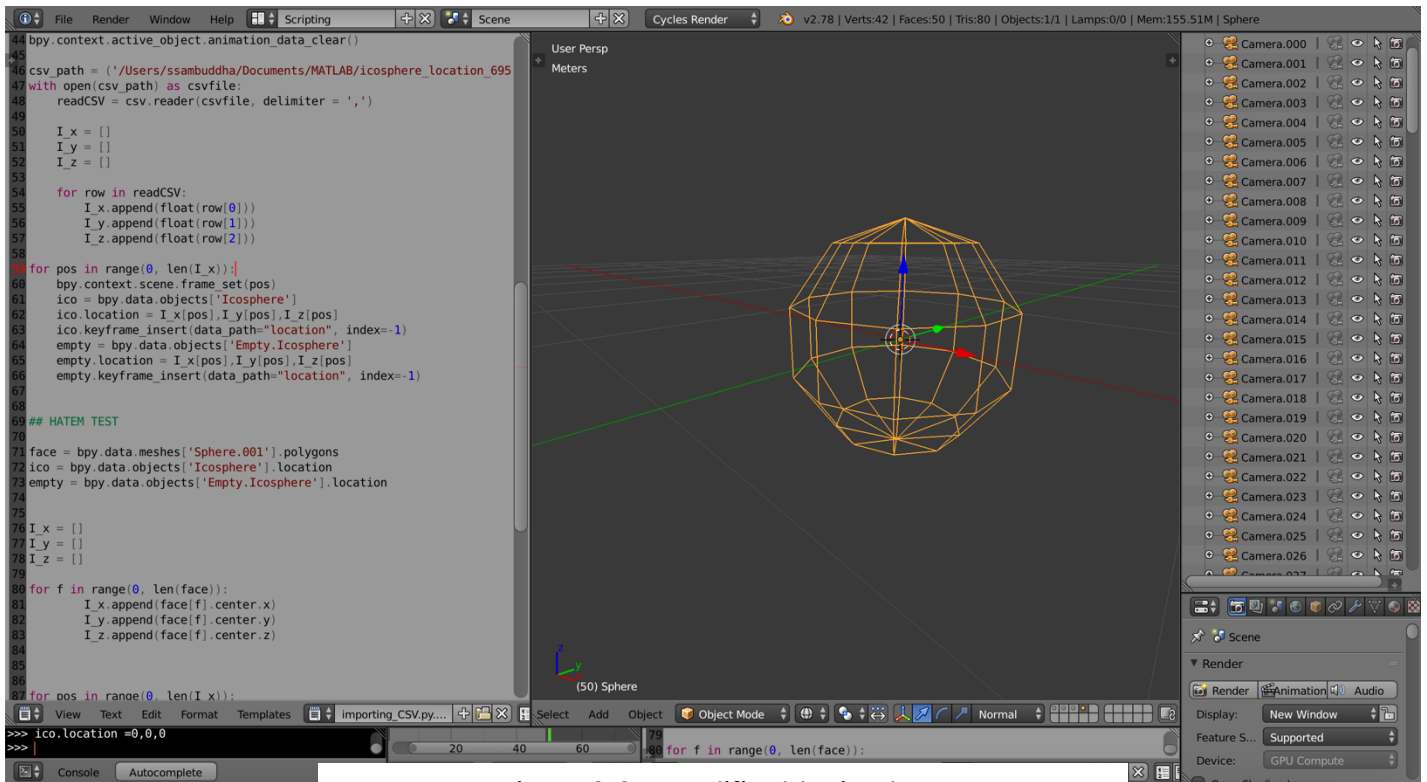 File Render Window Help Scripting Scene Cycles Render v2.78 | Verts:42 | Faces:50 | Tris:80 | Objects:1/1 | Lamps:0/0 | Mem:155.51M | Sphere
44 bpy.context.active_object.animation_data_clear()
45
46 csv_path = ('/Users/ssambuddha/Documents/MATLAB/icosphere_location_695
47 with open(csv_path) as csvfile:
48 readCSV = csv.reader(csvfile, delimiter = ',')
49
50 I_x = []
51 I_y = []
52 I_z = []
53
54 for row in readCSV:
55 I_x.append(float(row[0]))
56 I_y.append(float(row[1]))
57 I_z.append(float(row[2]))
58
59 for pos in range(0, len(I_x)):
60 bpy.context.scene.frame_set(pos)
61 ico = bpy.data.objects['Icosphere']
62 ico.location = I_x[pos],I_y[pos],I_z[pos]
63 ico.keyframe_insert(data_path="location", index=-1)
64 empty = bpy.data.objects['Empty.Icosphere']
65 empty.location = I_x[pos],I_y[pos],I_z[pos]
66 empty.keyframe_insert(data_path="location", index=-1)
67
68
69 ## HATEM TEST
70
71 face = bpy.data.meshes['Sphere.001'].polygons
72 ico = bpy.data.objects['Icosphere'].location
73 empty = bpy.data.objects['Empty.Icosphere'].location
74
75
76 I_x = []
77 I_y = []
78 I_z = []
79
80 for f in range(0, len(face)):
81 I_x.append(face[f].center.x)
82 I_y.append(face[f].center.y)
83 I_z.append(face[f].center.z)
84
85
86
87 for pos in range(0, len(I_x)):
View Text Edit Format Templates importing_CSV.py....
>>> ico.location =0,0,0
>>>
Console Autocomplete
User Persp
Meters
z
y
(50) Sphere
Select Add Object Object Mode Normal
20 40 60
79
80 for f in range(0, len(face)):
Camera.000
Camera.001
Camera.002
Camera.003
Camera.004
Camera.005
Camera.006
Camera.007
Camera.008
Camera.009
Camera.010
Camera.011
Camera.012
Camera.013
Camera.014
Camera.015
Camera.016
Camera.017
Camera.018
Camera.019
Camera.020
Camera.021
Camera.022
Camera.023
Camera.024
Camera.025
Camera.026
Camera.027
Scene
Render
Render Animation Audio
Display: New Window
Feature S... Supported
Device: GPU Compute